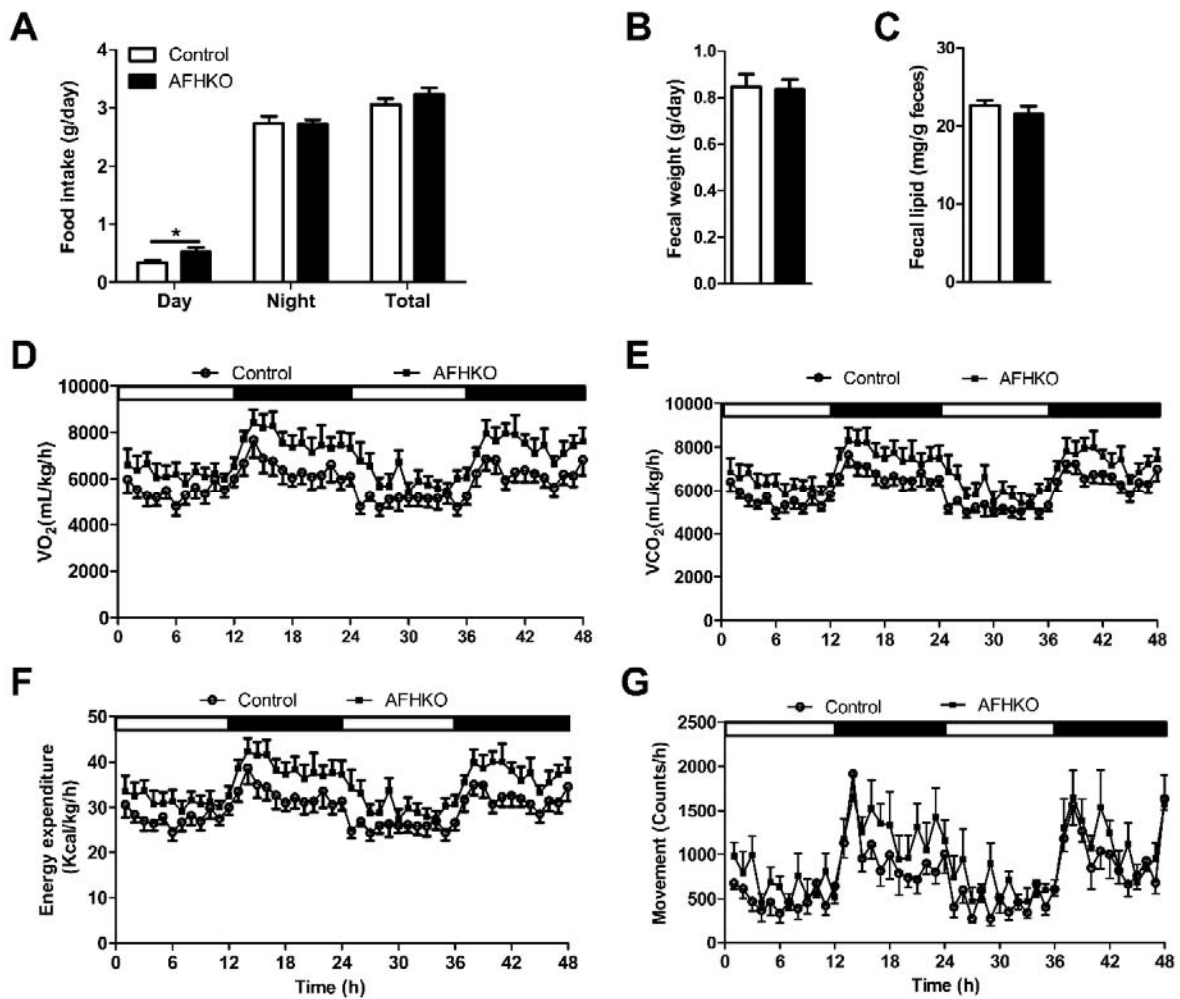 A
Food intake (g/day)
4
3
2
1
0
Control
AFHKO
*
Day Night Total
B
Fecal weight (g/day)
1.0
0.8
0.6
0.4
0.2
0.0
C
Fecal lipid (mg/g feces)
30
20
10
0
D
Control AFHKO
VO2(mL/kg/h)
10000
8000
6000
4000
2000
0
0 6 12 18 24 30 36 42 48
E
Control AFHKO
VCO2(mL/kg/h)
10000
8000
6000
4000
2000
0
0 6 12 18 24 30 36 42 48
F
Control AFHKO
Energy expenditure
(Kcal/kg/h)
50
40
30
20
10
0
0 6 12 18 24 30 36 42 48
Time (h)
G
Control AFHKO
Movement (Counts/h)
2500
2000
1500
1000
500
0
0 6 12 18 24 30 36 42 48
Time (h)